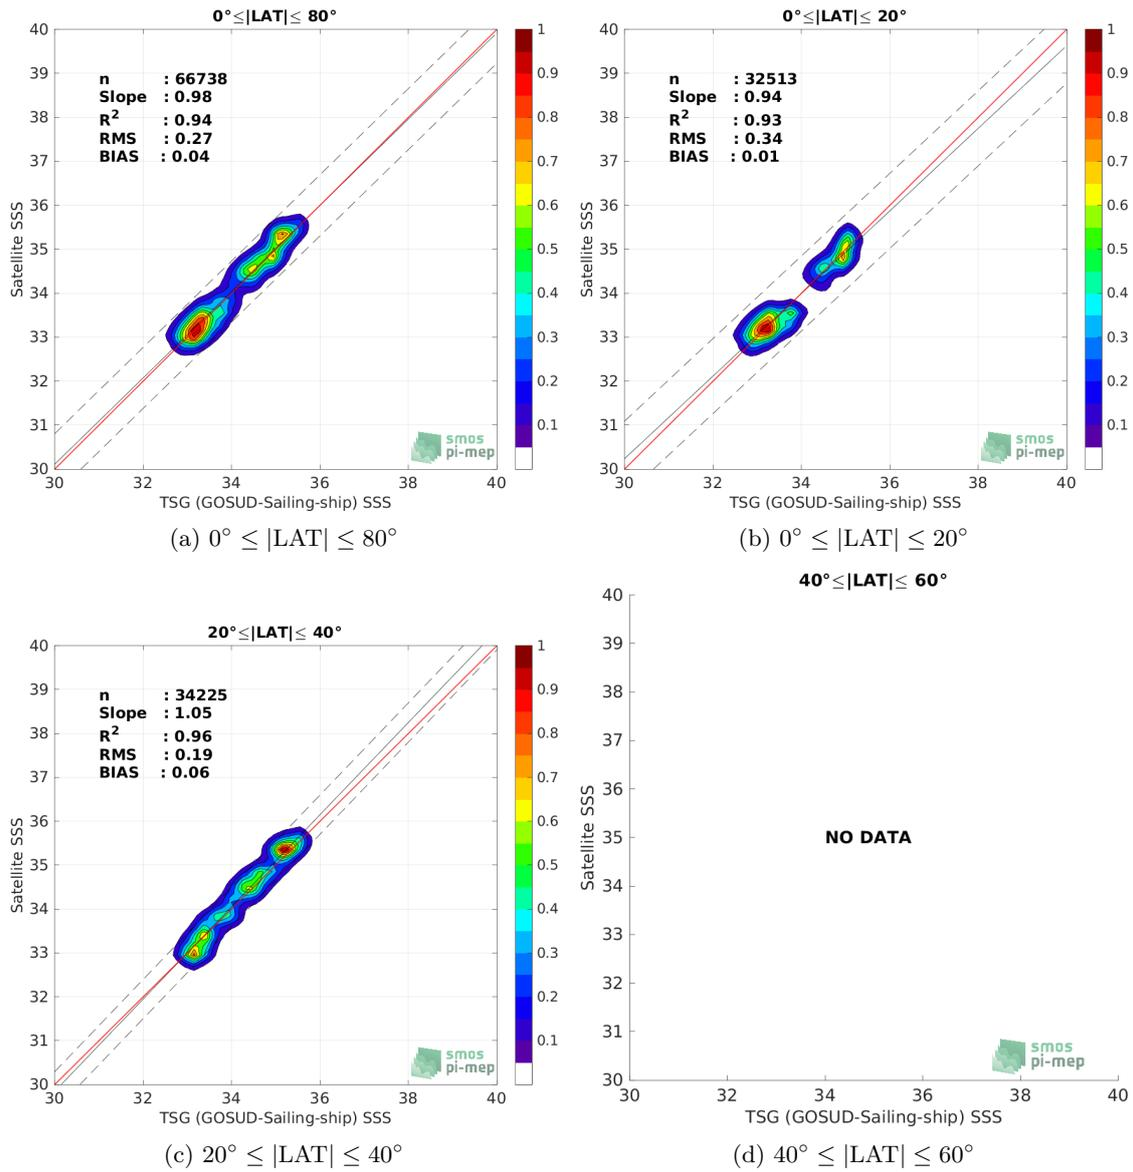 0°≤|LAT|≤ 80°
40
39
38
37
36
35
34
33
32
31
30
Satellite SSS
n : 66738
Slope : 0.98
R² : 0.94
RMS : 0.27
BIAS : 0.04
smos
pi-mep
30 32 34 36 38 40
TSG (GOSUD-Sailing-ship) SSS
1
0.9
0.8
0.7
0.6
0.5
0.4
0.3
0.2
0.1
(a) 0° ≤ |LAT| ≤ 80°
0°≤|LAT|≤ 20°
40
39
38
37
36
35
34
33
32
31
30
Satellite SSS
n : 32513
Slope : 0.94
R² : 0.93
RMS : 0.34
BIAS : 0.01
smos
pi-mep
30 32 34 36 38 40
TSG (GOSUD-Sailing-ship) SSS
1
0.9
0.8
0.7
0.6
0.5
0.4
0.3
0.2
0.1
(b) 0° ≤ |LAT| ≤ 20°
20°≤|LAT|≤ 40°
40
39
38
37
36
35
34
33
32
31
30
Satellite SSS
n : 34225
Slope : 1.05
R² : 0.96
RMS : 0.19
BIAS : 0.06
smos
pi-mep
30 32 34 36 38 40
TSG (GOSUD-Sailing-ship) SSS
1
0.9
0.8
0.7
0.6
0.5
0.4
0.3
0.2
0.1
(c) 20° ≤ |LAT| ≤ 40°
40°≤|LAT|≤ 60°
40
39
38
37
36
35
34
33
32
31
30
Satellite SSS
NO DATA
smos
pi-mep
30 32 34 36 38 40
TSG (GOSUD-Sailing-ship) SSS
(d) 40° ≤ |LAT| ≤ 60°